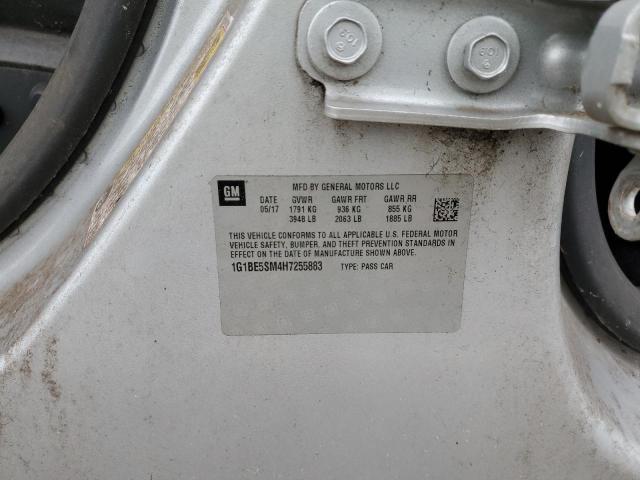 GM
MFD BY GENERAL MOTORS LLC
DATE GVWR GAWR FRT GAWR RR
05/17 1791 KG 936 KG 855 KG
3948 LB 2063 LB 1885 LB
THIS VEHICLE CONFORMS TO ALL APPLICABLE U.S. FEDERAL MOTOR
VEHICLE SAFETY, BUMPER, AND THEFT PREVENTION STANDARDS IN
EFFECT ON THE DATE OF MANUFACTURE SHOWN ABOVE.
1G1BE5SM4H7255883 TYPE: PASS CAR